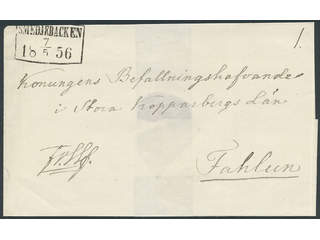 SMEDJEBACKEN
7
18 5 56
1.
Konungens Befallningshafvande
i Stora Kopparbergs Län
Fahlun